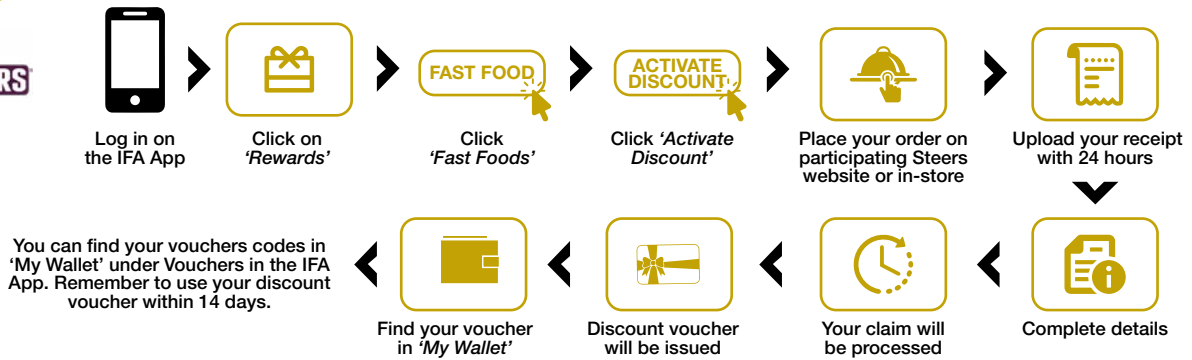 RS
FAST FOOD
ACTIVATE
DISCOUNT
Log in on
the IFA App
Click on
‘Rewards’
Click
‘Fast Foods’
Click ‘Activate
Discount’
Place your order on
participating Steers
website or in-store
Upload your receipt
with 24 hours
Complete details
Your claim will
be processed
Discount voucher
will be issued
Find your voucher
in ‘My Wallet’
You can find your vouchers codes in
‘My Wallet’ under Vouchers in the IFA
App. Remember to use your discount
voucher within 14 days.